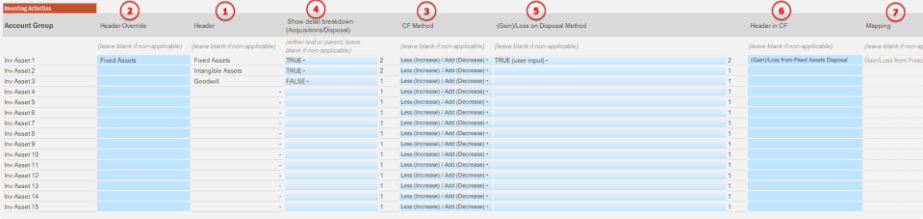 Investing Activities
2 1 4 3 5 6 7
Account Group Header Override Header Show detail breakdown (Acquisitions/Disposal) CF Method (Gain)/Loss on Disposal Method Header in CF Mapping
(leave blank if non-applicable) (leave blank if non-applicable) (either leaf or parent, leave blank if non-applicable) (leave blank if non-applicable) (leave blank if non-applicable) (leave blank if non-applicable) (leave blank if non-ap
Inv Asset 1 Fixed Assets Fixed Assets TRUE - 2 Less (Increase) / Add (Decrease) - TRUE (user input) - 2 (Gain)/Loss from Fixed Assets Disposal Gain/Loss from Fixed
Inv Asset 2 Intangible Assets TRUE - 2 Less (Increase) / Add (Decrease) - 1
Inv Asset 3 Goodwill FALSE - 1 Less (Increase) / Add (Decrease) - 1
Inv Asset 4 - 1 Less (Increase) / Add (Decrease) - 1
Inv Asset 5 - 1 Less (Increase) / Add (Decrease) - 1
Inv Asset 6 - 1 Less (Increase) / Add (Decrease) - 1
Inv Asset 7 - 1 Less (Increase) / Add (Decrease) - 1
Inv Asset 8 - 1 Less (Increase) / Add (Decrease) - 1
Inv Asset 9 - 1 Less (Increase) / Add (Decrease) - 1
Inv Asset 10 - 1 Less (Increase) / Add (Decrease) - 1
Inv Asset 11 - 1 Less (Increase) / Add (Decrease) - 1
Inv Asset 12 - 1 Less (Increase) / Add (Decrease) - 1
Inv Asset 13 - 1 Less (Increase) / Add (Decrease) - 1
Inv Asset 14 - 1 Less (Increase) / Add (Decrease) - 1
Inv Asset 15 - 1 Less (Increase) / Add (Decrease) - 1